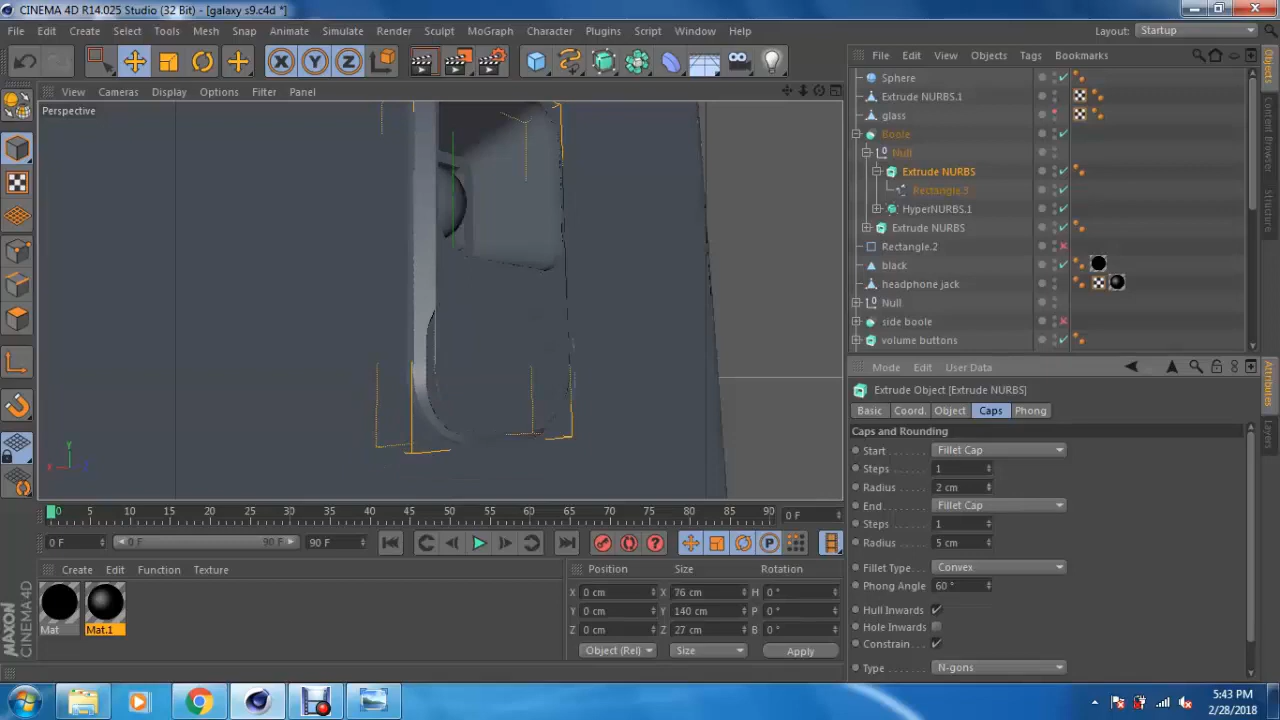 CINEMA 4D R14.025 Studio (32 Bit) - [galaxy s9.c4d *]
File Edit Create Select Tools Mesh Snap Animate Simulate Render Sculpt MoGraph Character Plugins Script Window Help Layout: Startup
X Y Z
File Edit View Objects Tags Bookmarks
View Cameras Display Options Filter Panel
Perspective
Sphere
Extrude NURBS.1
glass
Boole
Null
Extrude NURBS
Rectangle.3
HyperNURBS.1
Extrude NURBS
Rectangle.2
black
headphone jack
Null
side boole
volume buttons
Objects
Content Browser
Structure
Mode Edit User Data
Extrude Object [Extrude NURBS]
Basic Coord. Object Caps Phong
Caps and Rounding
Start Fillet Cap
Steps 1
Radius 2 cm
End Fillet Cap
Steps 1
Radius 5 cm
Fillet Type Convex
Phong Angle 60 °
Hull Inwards
Hole Inwards
Constrain
Type N-gons
Attributes
Layers
Y
X Z
0 5 10 15 20 25 30 35 40 45 50 55 60 65 70 75 80 85 90 0 F
0 F 0 F 90 F 90 F
P
Create Edit Function Texture
Mat Mat.1
Position Size Rotation
X 0 cm X 76 cm H 0 °
Y 0 cm Y 140 cm P 0 °
Z 0 cm Z 27 cm B 0 °
Object (Rel) Size Apply
MAXON
CINEMA 4D
5:43 PM
2/28/2018